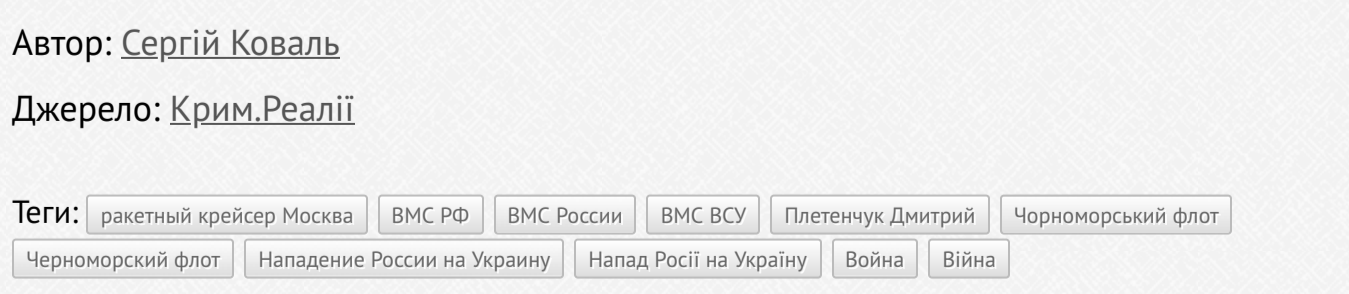 Автор: Сергій Коваль
Джерело: Крим.Реалії
Теги: ракетный крейсер Москва ВМС РФ ВМС России ВМС ВСУ Плетенчук Дмитрий Чорноморський флот
Черноморский флот Нападение России на Украину Напад Росії на Україну Война Війна